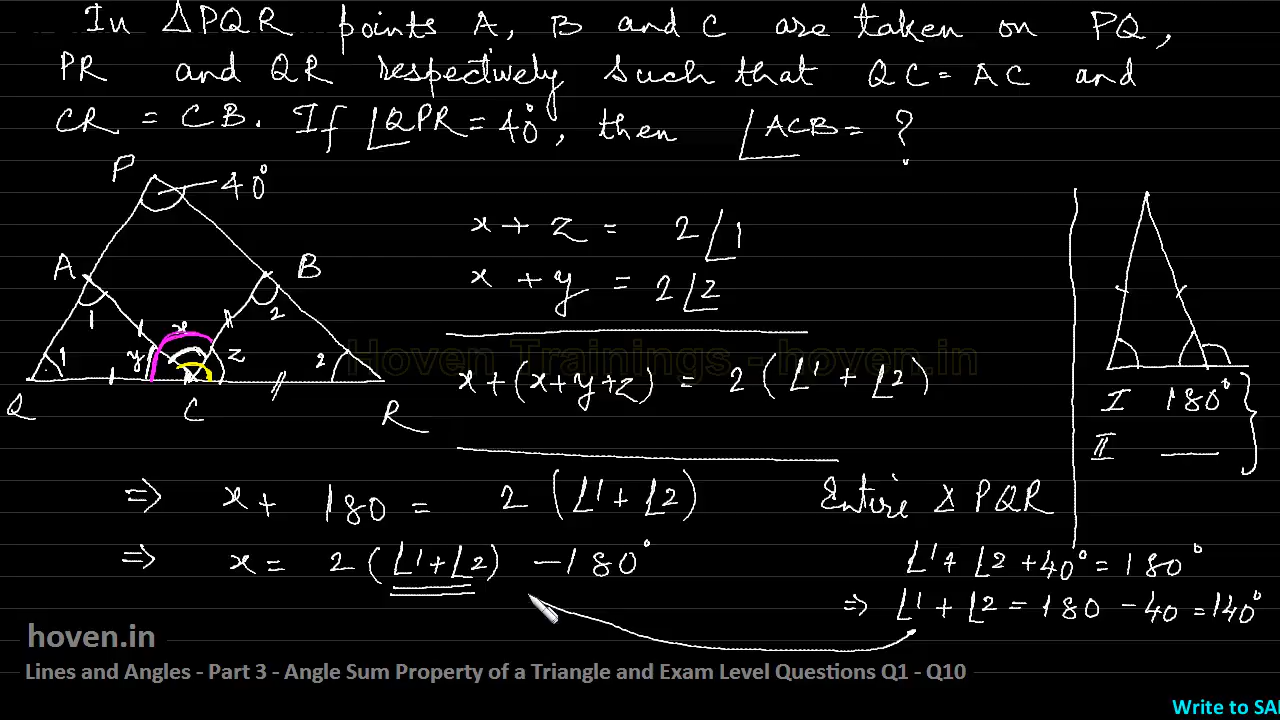 In ΔPQR points A, B and C are taken on PQ,
PR and QR respectively such that QC = AC and
CR = CB. If ∠QPR = 40°, then ∠ACB = ?
P
40°
A
B
1
2
1
x
y
z
2
Q
C
R
x + z = 2∠1
x + y = 2∠2
x + (x+y+z) = 2 (∠1 + ∠2)
Hoven Trainings - hoven.in
I 180°
II
⇒ x + 180 = 2 (∠1 + ∠2)
⇒ x = 2 (∠1 + ∠2) - 180°
Entire Δ PQR
∠1 + ∠2 + 40° = 180°
⇒ ∠1 + ∠2 = 180 - 40 = 140°
hoven.in
Lines and Angles - Part 3 - Angle Sum Property of a Triangle and Exam Level Questions Q1 - Q10
Write to SA